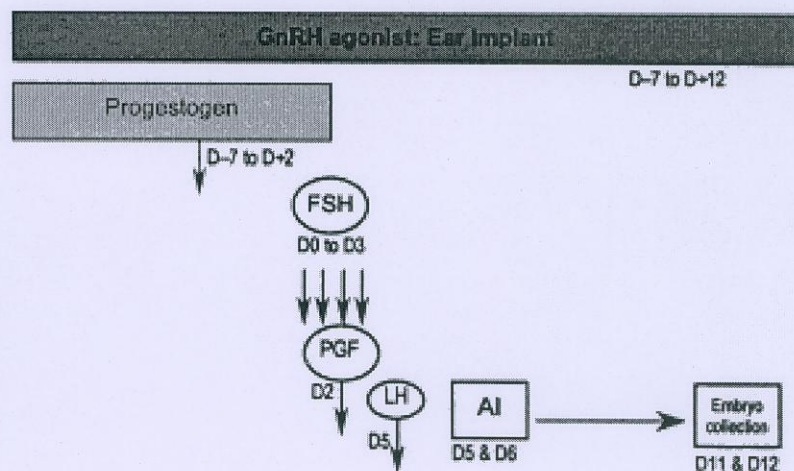 GnRH agonist: Ear Implant
D–7 to D+12
Progestogen
D–7 to D+2
FSH
D0 to D3
PGF
D2
LH
D5
AI
D5 & D6
Embryo
collection
D11 & D12